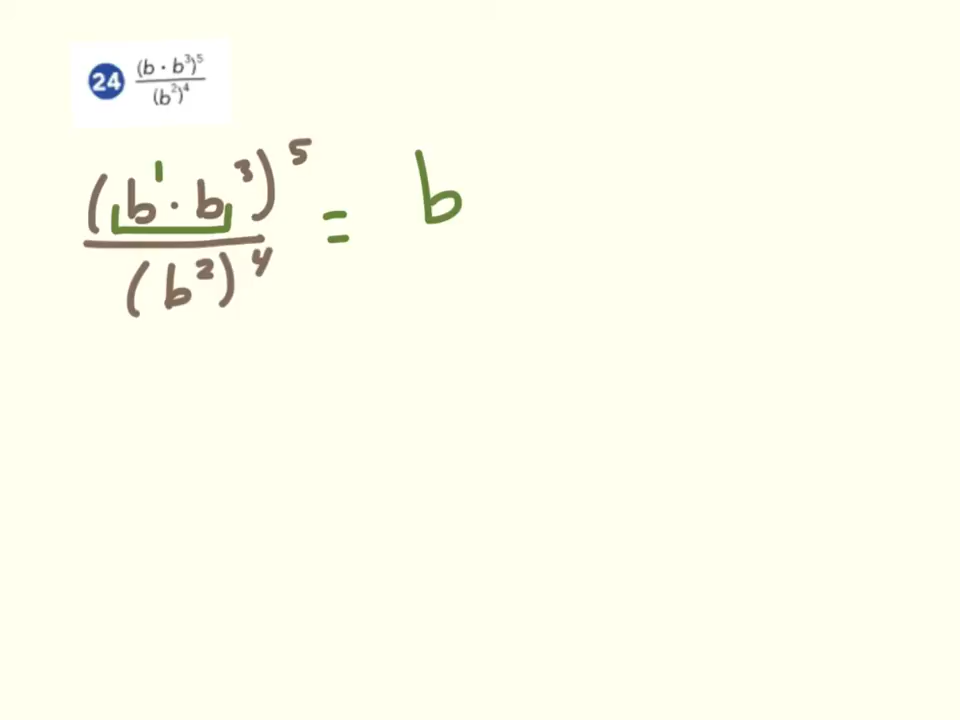 24 (b · b³)⁵
(b²)⁴
(b¹ · b³)⁵ = b
(b²)⁴